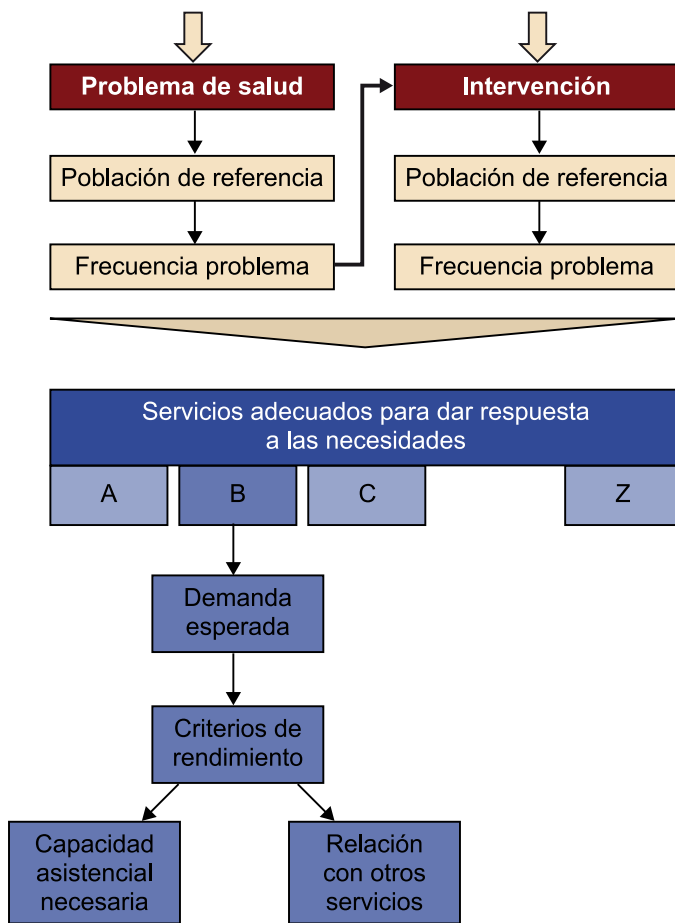 Problema de salud
Intervención
Población de referencia
Población de referencia
Frecuencia problema
Frecuencia problema
Servicios adecuados para dar respuesta
a las necesidades
A
B
C
Z
Demanda
esperada
Criterios de
rendimiento
Capacidad
asistencial
necesaria
Relación
con otros
servicios